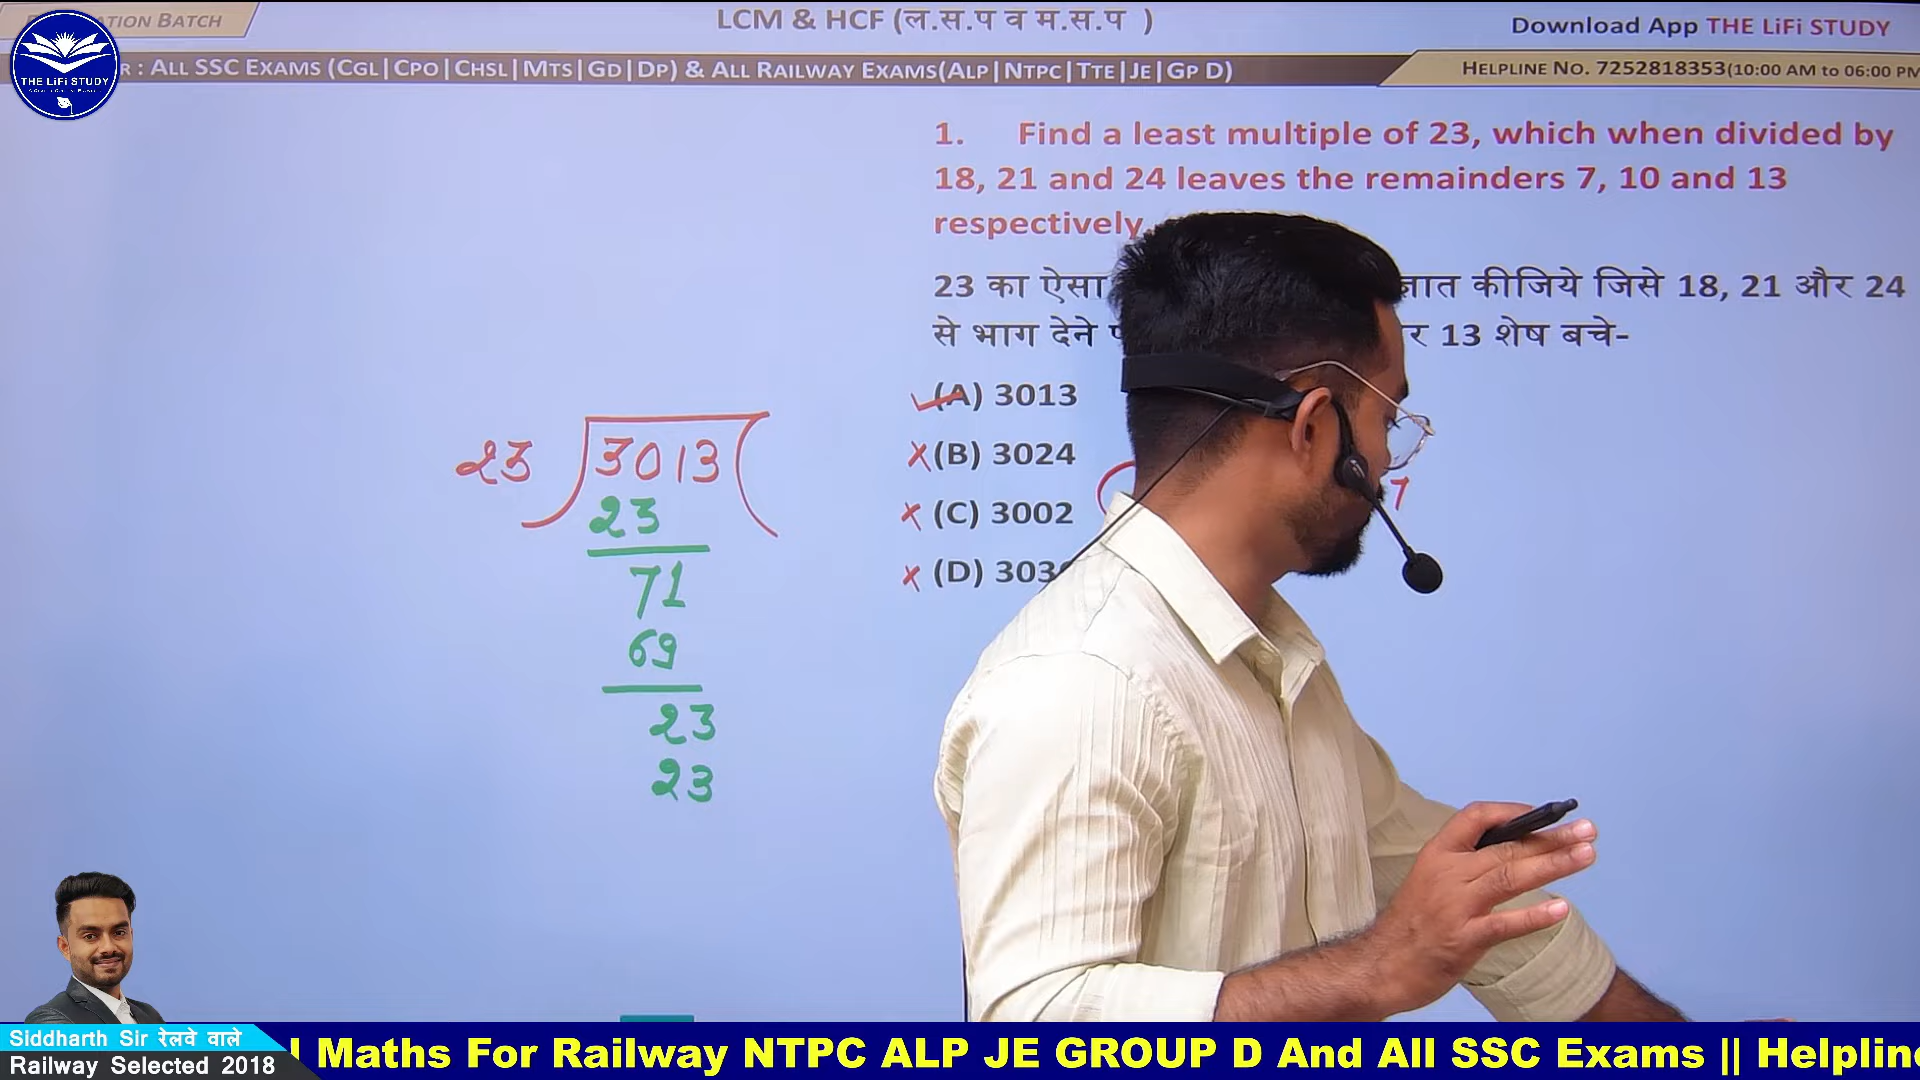 ATION BATCH
LCM & HCF (ल.स.प व म.स.प )
Download App THE LiFi STUDY
THE LiFi STUDY
R : ALL SSC EXAMS (CGL|CPO|CHSL|MTS|GD|DP) & ALL RAILWAY EXAMS(ALP|NTPC|TTE|JE|GP D)
HELPLINE NO. 7252818353(10:00 AM TO 06:00 PM
1. Find a least multiple of 23, which when divided by
18, 21 and 24 leaves the remainders 7, 10 and 13
respectively.
23 का ऐसा ज्ञात कीजिये जिसे 18, 21 और 24
से भाग देने 13 शेष बचे-
(A) 3013
(B) 3024
(C) 3002
(D) 303
7
23 3013
23
71
69
23
23
Siddharth Sir रेलवे वाले
Railway Selected 2018
Maths For Railway NTPC ALP JE GROUP D And All SSC Exams || Helpline